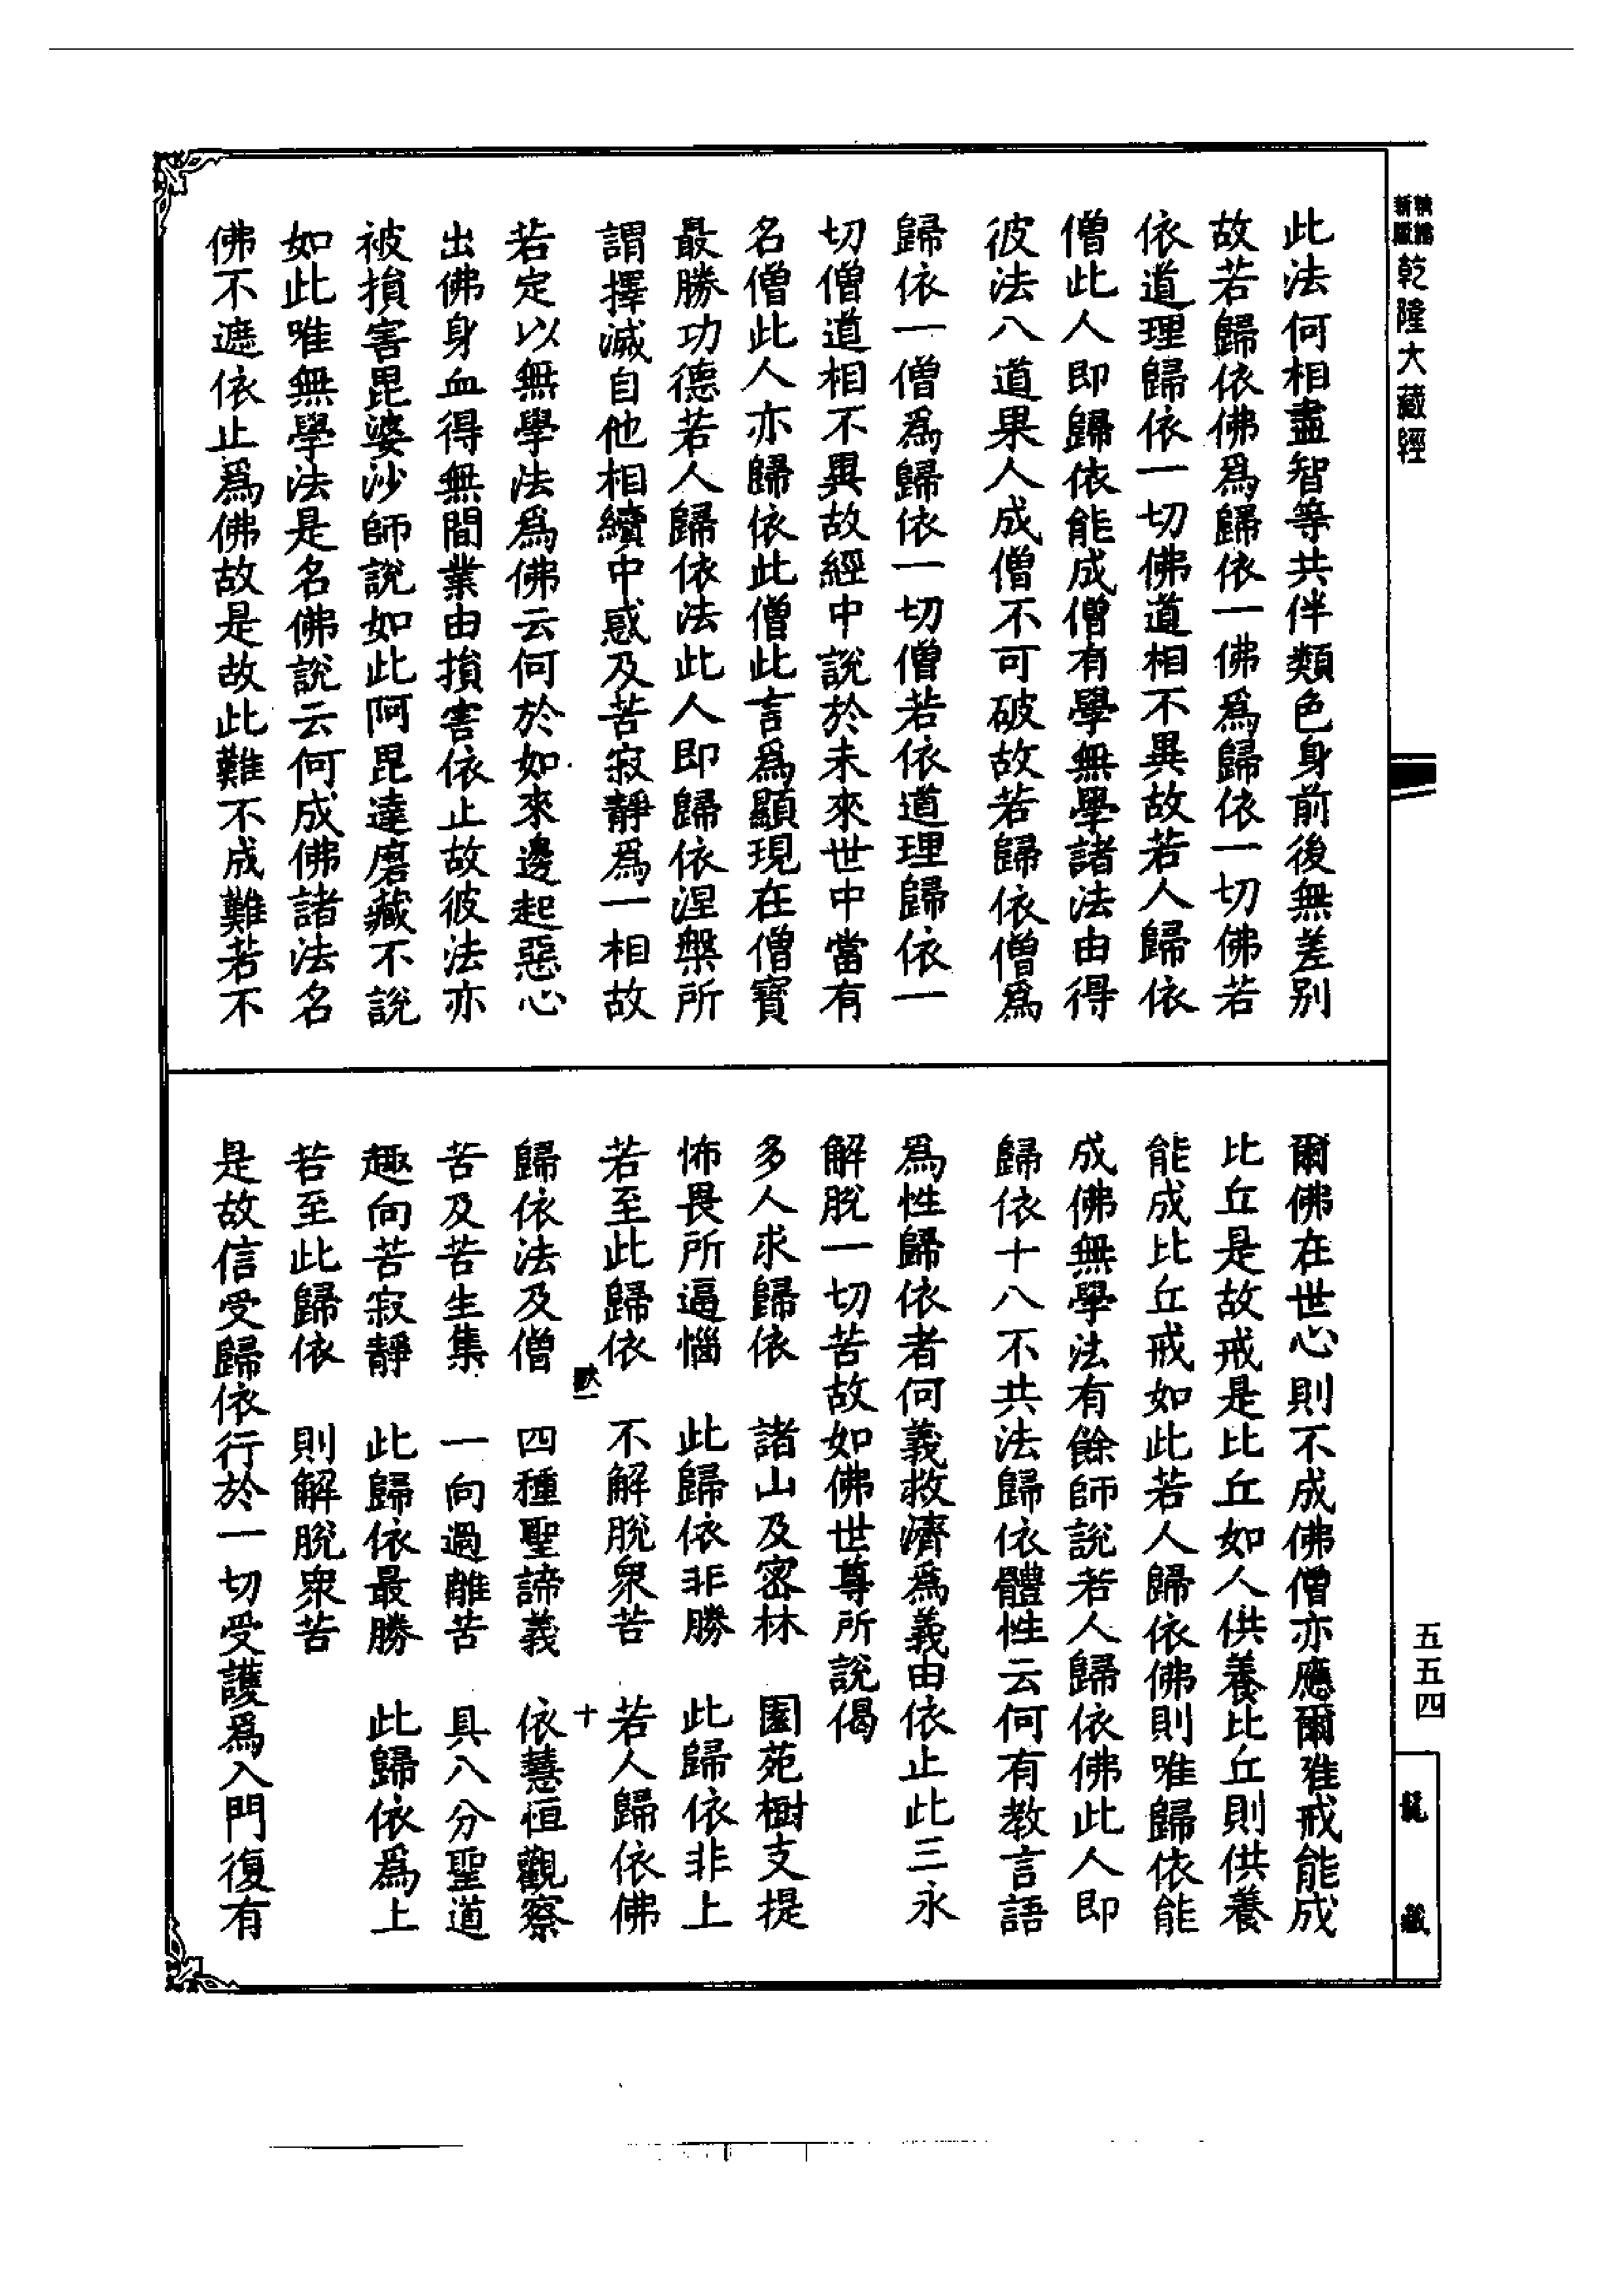 新編縮版
乾隆大藏經
此法何相盡智等共伴類色身前後無差别
故若歸依佛爲歸依一佛爲歸依一切佛若
依道理歸依一切佛道相不異故若人歸依
僧此人即歸依能成僧有學無學諸法由得
彼法八道果人成僧不可破故若歸依僧爲
歸依一僧爲歸依一切僧若依道理歸依一
切僧道相不異故經中說於未來世中當有
名僧此人亦歸依此僧此言爲顯現在僧寶
最勝功德若人歸依法此人即歸依涅槃所
謂擇滅自他相續中惑及苦寂靜爲一相故
若定以無學法爲佛云何於如來邊起惡心
出佛身血得無間業由損害依止故彼法亦
被損害毘婆沙師說如此阿毘達磨藏不說
如此唯無學法是名佛說云何成佛諸法名
佛不遮依止爲佛故是故此難不成難若不
爾佛在世心則不成佛僧亦應爾唯戒能成
比丘是故戒是比丘如人供養比丘則供養
能成比丘戒如此若人歸依佛則唯歸依能
成佛無學法有餘師說若人歸依佛此人即
歸依十八不共法歸依體性云何有教言語
爲性歸依者何義救濟爲義由依止此三永
解脫一切苦故如佛世尊所說偈
多人求歸依　諸山及密林　園苑樹支提
怖畏所逼惱　此歸依非勝　此歸依非上
若至此歸依　不解脫衆苦　若人歸依佛
歸依法及僧　四種聖諦義　依慧恒觀察
苦及苦生集　一向過離苦　具八分聖道
趣向苦寂靜　此歸依最勝　此歸依爲上
若至此歸依　則解脫衆苦
是故信受歸依行於一切受護爲入門復有
十
五五四
龍藏